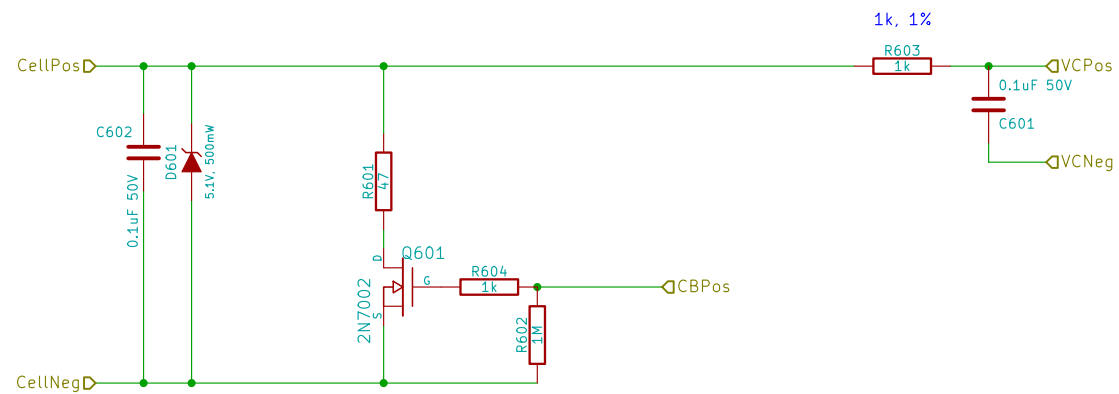 1k, 1%
CellPos
R603
1k
VCPos
0.1uF 50V
C601
C602
D601
5.1V, 500mW
0.1uF 50V
R601
47
VCNeg
Q601
D
G
S
2N7002
R604
1k
CBPos
R602
1M
CellNeg